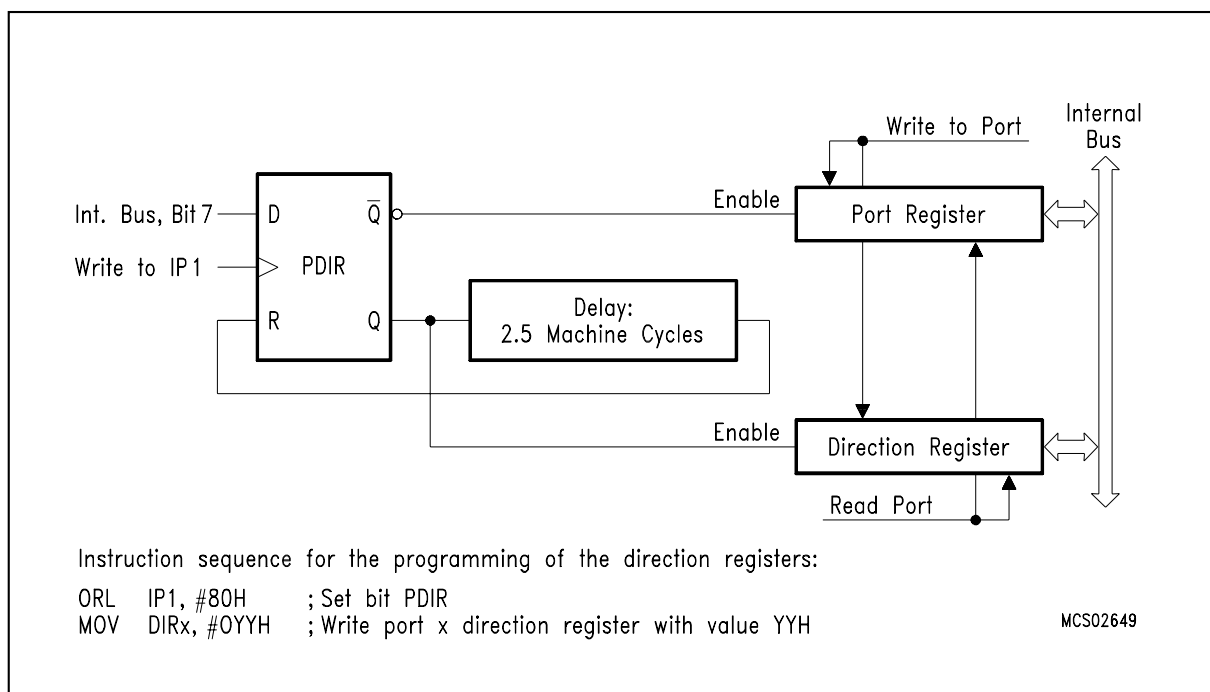 Write to Port
Internal
Bus
Enable
Port Register
Int. Bus, Bit 7
D
Q
Write to IP1
PDIR
R
Q
Delay:
2.5 Machine Cycles
Enable
Direction Register
Read Port
Instruction sequence for the programming of the direction registers:
ORL IP1, #80H ; Set bit PDIR
MOV DIRx, #0YYH ; Write port x direction register with value YYH
MCS02649